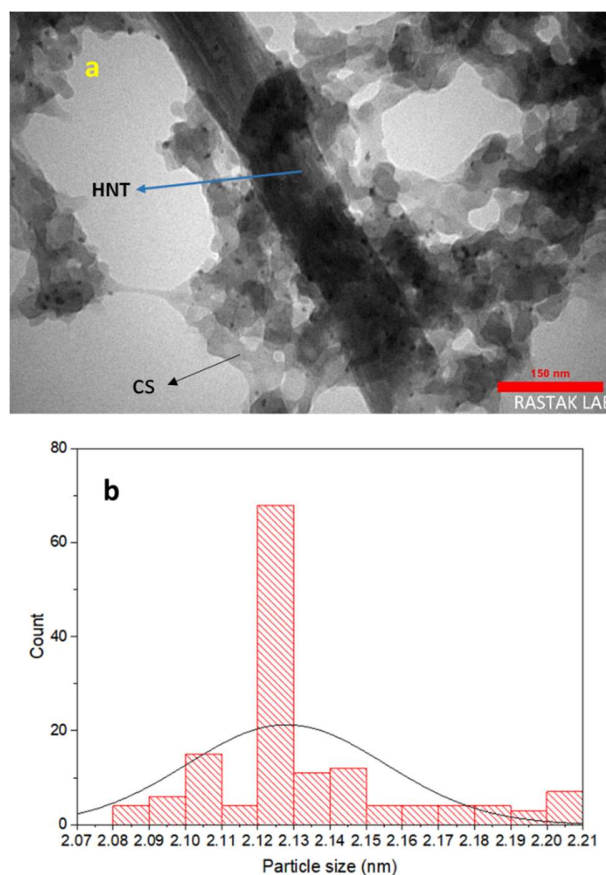 a
HNT
CS
150 nm
RASTAK LAB
b
80
60
40
20
0
Count
2.07 2.08 2.09 2.10 2.11 2.12 2.13 2.14 2.15 2.16 2.17 2.18 2.19 2.20 2.21
Particle size (nm)